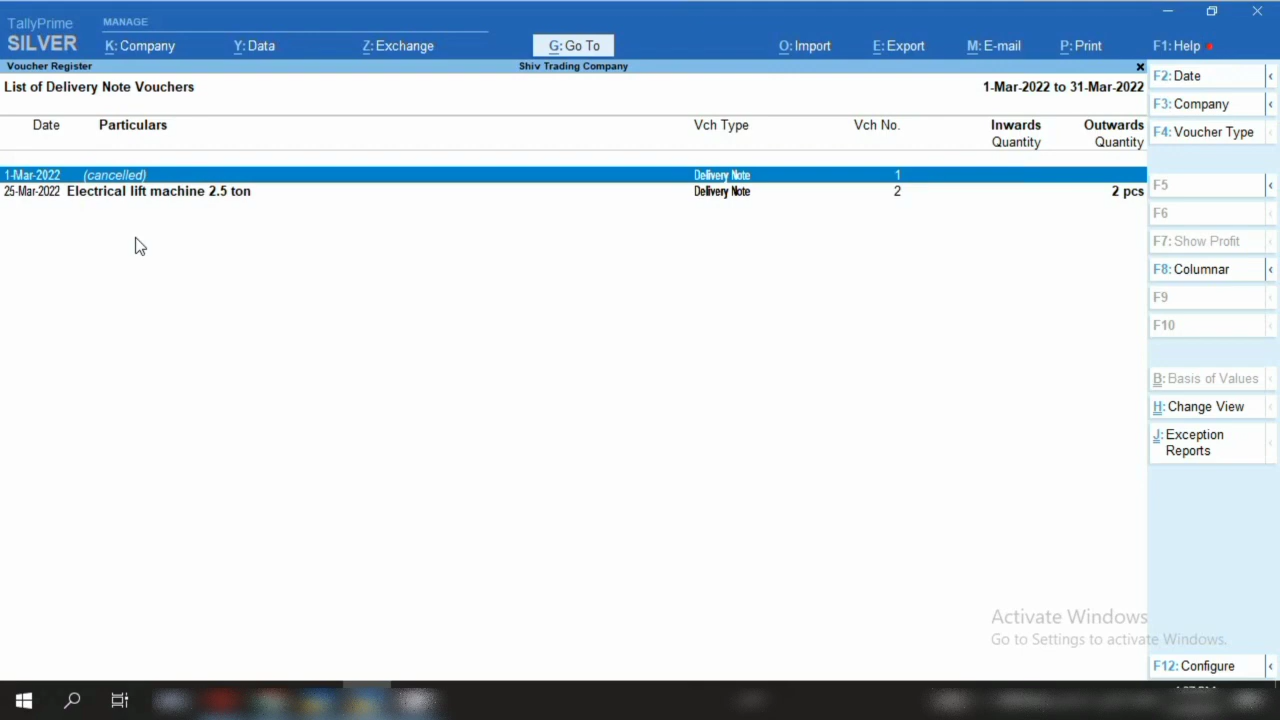 TallyPrime
SILVER
MANAGE
K: Company Y: Data Z: Exchange G: Go To O: Import E: Export M: E-mail P: Print F1: Help
Voucher Register Shiv Trading Company
List of Delivery Note Vouchers 1-Mar-2022 to 31-Mar-2022
Date Particulars Vch Type Vch No. Inwards Outwards
Quantity Quantity
1-Mar-2022 (cancelled) Delivery Note 1
25-Mar-2022 Electrical lift machine 2.5 ton Delivery Note 2 2 pcs
F2: Date
F3: Company
F4: Voucher Type
F5
F6
F7: Show Profit
F8: Columnar
F9
F10
B: Basis of Values
H: Change View
J: Exception
Reports
Activate Windows
Go to Settings to activate Windows.
F12: Configure